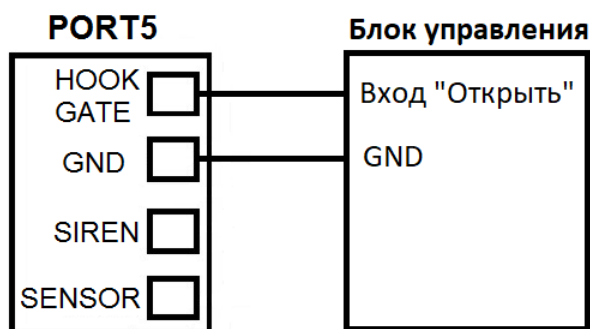 PORT5
Блок управления
HOOK
GATE
Вход "Открыть"
GND
GND
SIREN
SENSOR